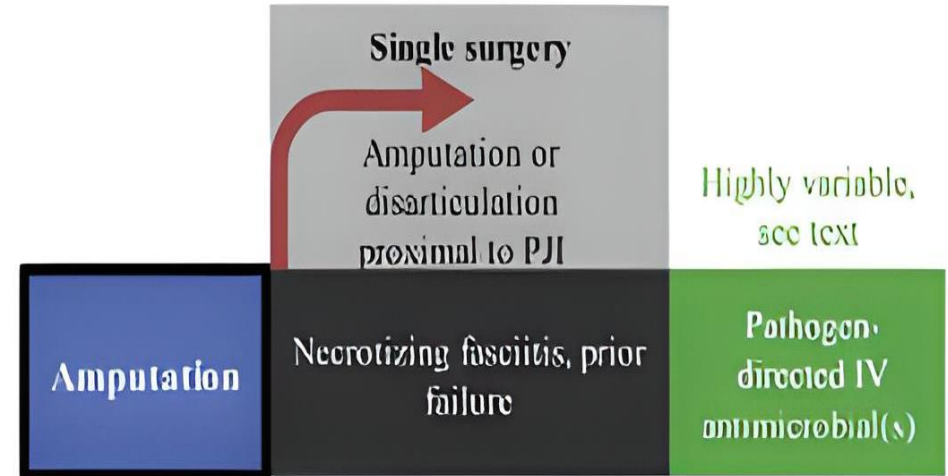 Single surgery
Amputation or
disarticulation
proximal to PJI
Highly variable,
see text
Amputation
Necrotizing fasciitis, prior
failure
Pathogen-
directed IV
antimicrobial(s)